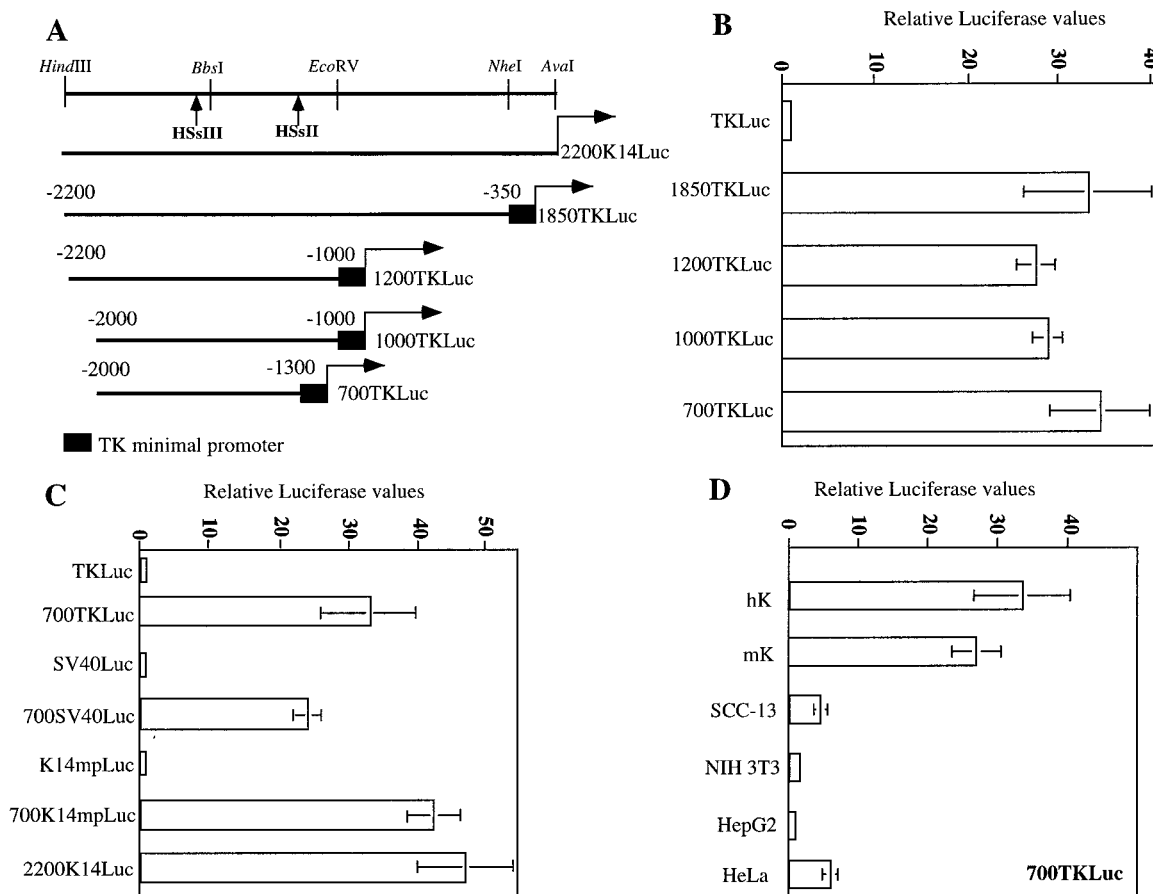 A
HindIII
BbsI
EcoRV
NheI
AvaI
HSsIII
HSsII
2200K14Luc
-2200
-350
1850TKLuc
-2200
-1000
1200TKLuc
-2000
-1000
1000TKLuc
-2000
-1300
700TKLuc
TK minimal promoter
B
Relative Luciferase values
0
10
20
30
40
TKLuc
1850TKLuc
1200TKLuc
1000TKLuc
700TKLuc
C
Relative Luciferase values
0
10
20
30
40
50
TKLuc
700TKLuc
SV40Luc
700SV40Luc
K14mpLuc
700K14mpLuc
2200K14Luc
D
Relative Luciferase values
0
10
20
30
40
hK
mK
SCC-13
NIH 3T3
HepG2
HeLa
700TKLuc